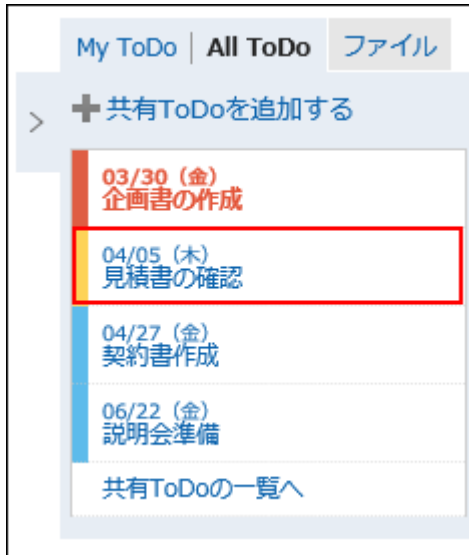 My ToDo | All ToDo ファイル
共有ToDoを追加する
03/30（金）
企画書の作成
04/05（木）
見積書の確認
04/27（金）
契約書作成
06/22（金）
説明会準備
共有ToDoの一覧へ